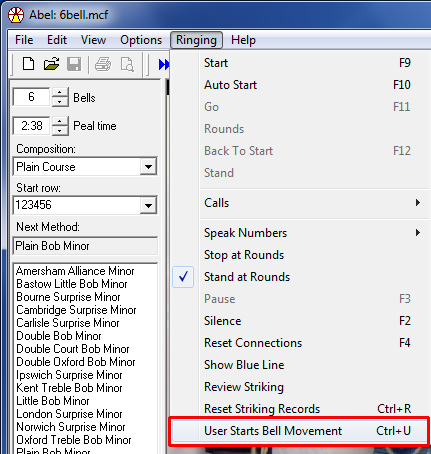 Abel: 6bell.mcf
File Edit View Options Ringing Help
6 Bells
2:38 Peal time
Composition:
Plain Course
Start row:
123456
Next Method:
Plain Bob Minor
Amersham Alliance Minor
Bastow Little Bob Minor
Bourne Surprise Minor
Cambridge Surprise Minor
Carlisle Surprise Minor
Double Bob Minor
Double Court Bob Minor
Double Oxford Bob Minor
Ipswich Surprise Minor
Kent Treble Bob Minor
Little Bob Minor
London Surprise Minor
Norwich Surprise Minor
Oxford Treble Bob Minor
Plain Bob Minor
Start F9
Auto Start F10
Go F11
Rounds
Back To Start F12
Stand
Calls
Speak Numbers
Stop at Rounds
Stand at Rounds
Pause F3
Silence F2
Reset Connections F4
Show Blue Line
Review Striking
Reset Striking Records Ctrl+R
User Starts Bell Movement Ctrl+U